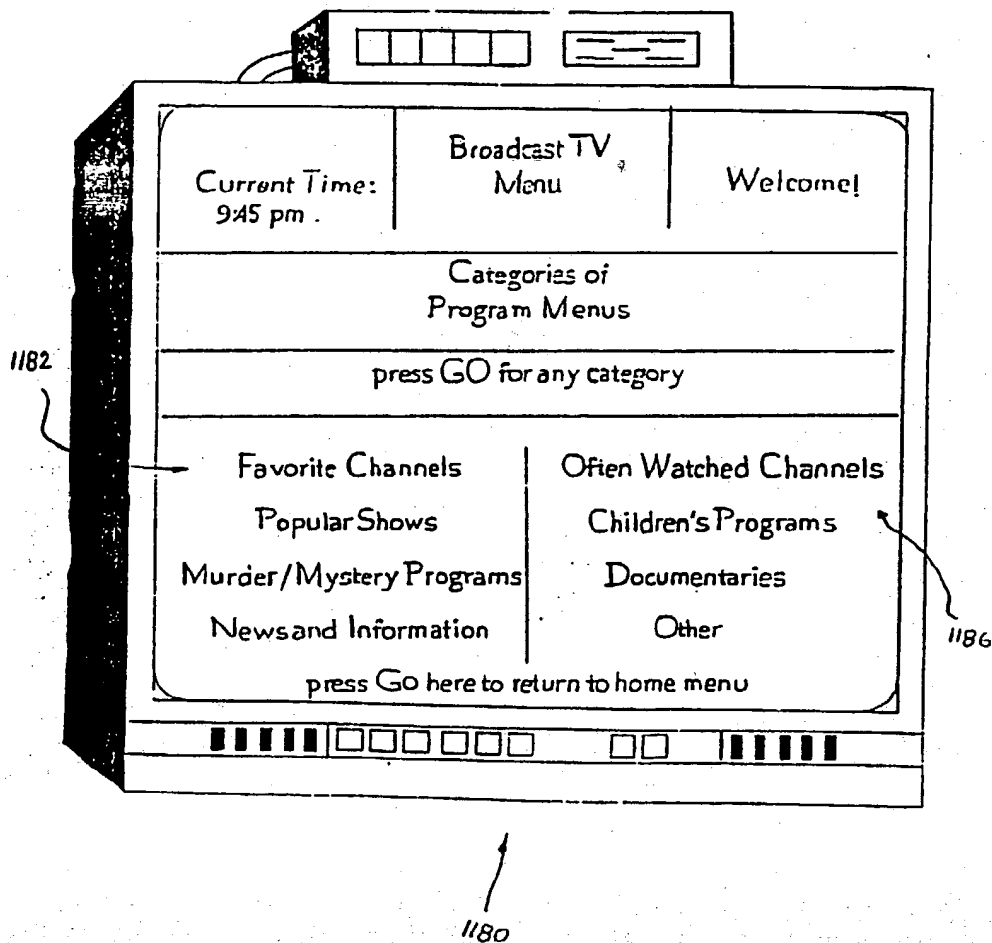 Broadcast TV
Menu
Current Time:
9:45 pm .
Welcome!
Categories of
Program Menus
press GO for any category
1182
Favorite Channels
Often Watched Channels
Popular Shows
Children's Programs
Murder/Mystery Programs
Documentaries
News and Information
Other
1186
press Go here to return to home menu
1180